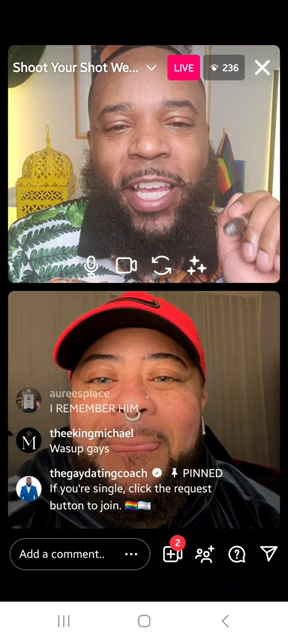 Shoot Your Shot We... LIVE 236
aureesplace
I REMEMBER HIM
M theekingmichael
Wasup gays
thegaydatingcoach PINNED
If you're single, click the request
button to join. 🏳️‍🌈🏳️‍⚧️
2
Add a comment..